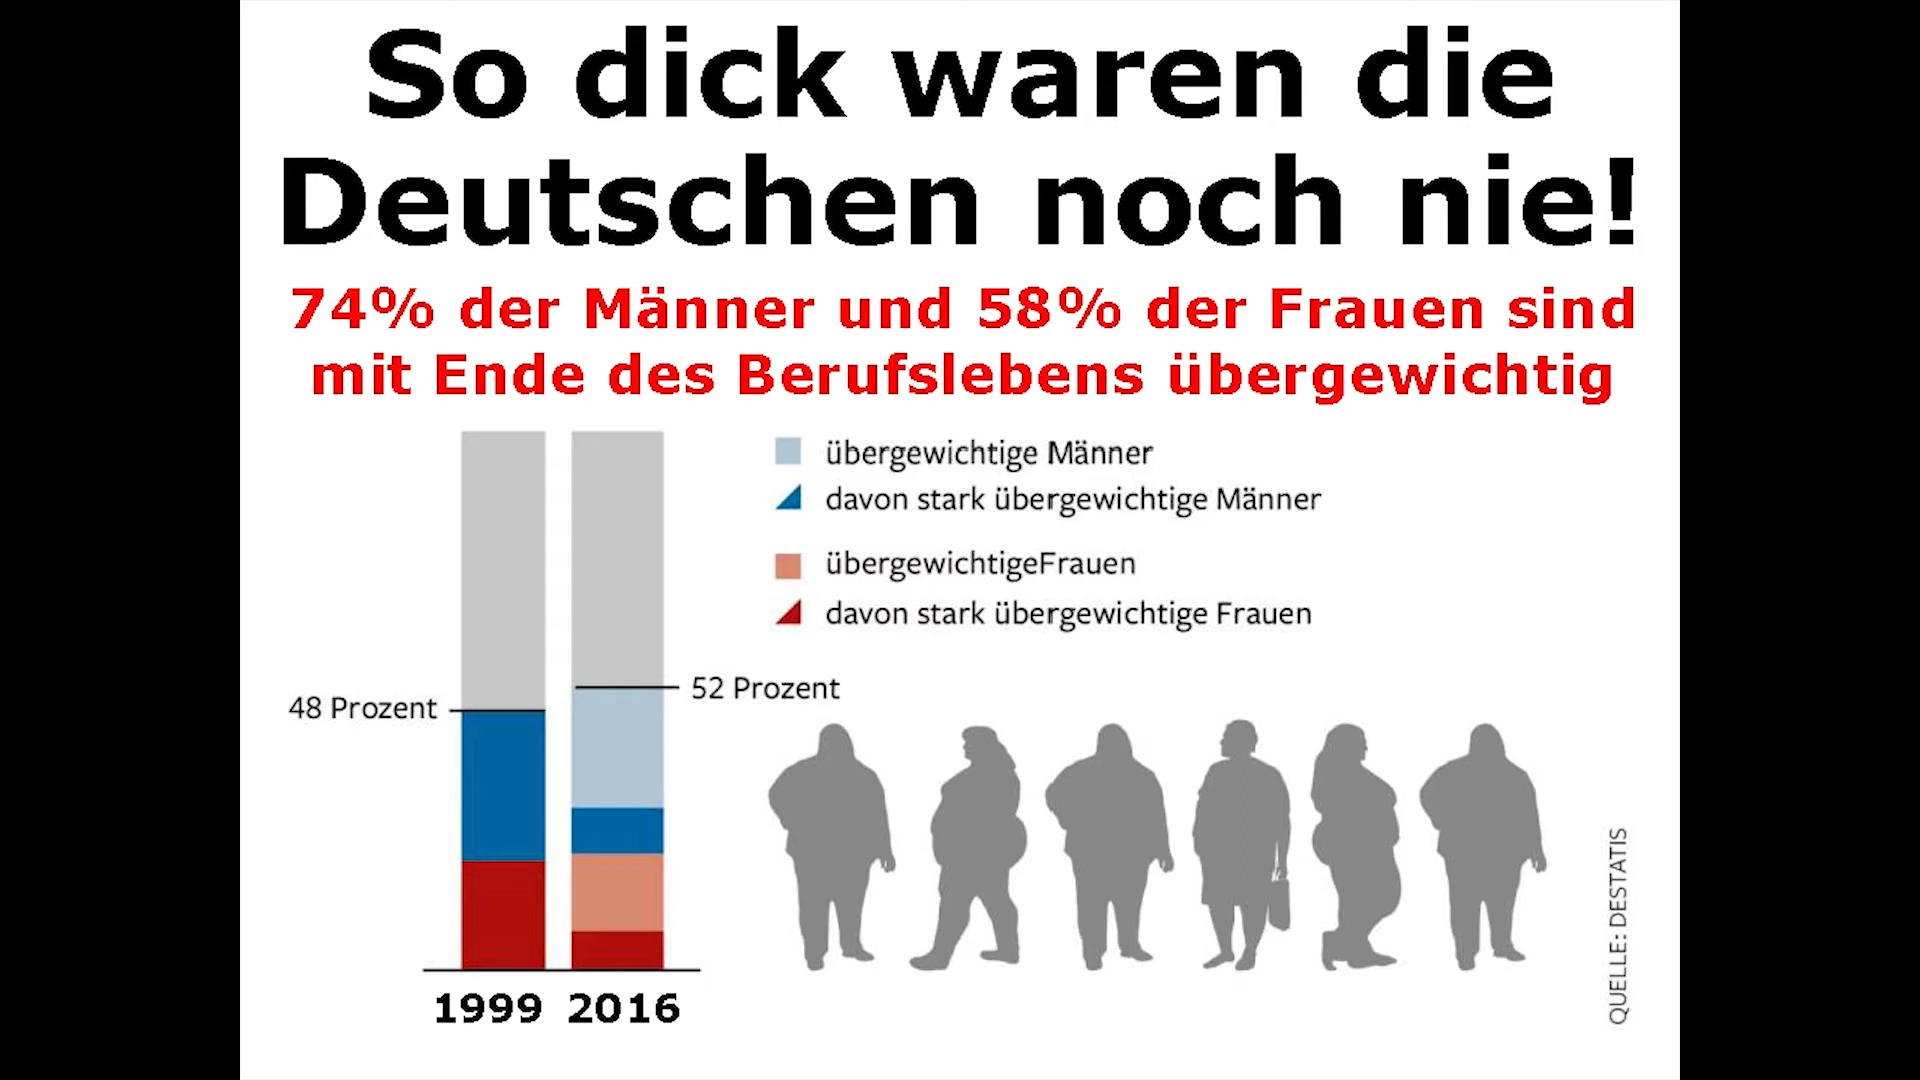 So dick waren die
Deutschen noch nie!
74% der Männer und 58% der Frauen sind
mit Ende des Berufslebens übergewichtig
übergewichtige Männer
davon stark übergewichtige Männer
übergewichtigeFrauen
davon stark übergewichtige Frauen
52 Prozent
48 Prozent
1999 2016
QUELLE: DESTATIS